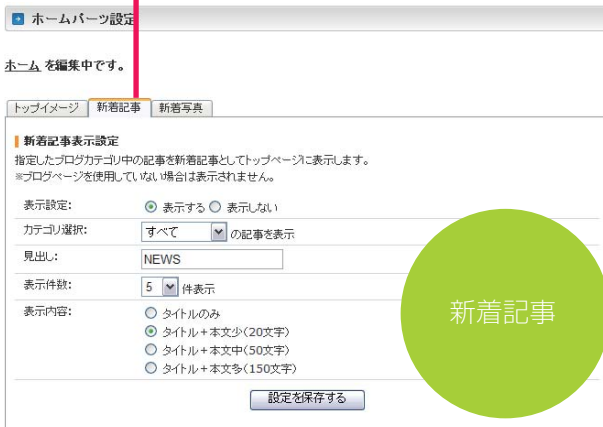 ホームパーツ設定
ホーム を編集中です。
トップイメージ 新着記事 新着写真
新着記事表示設定
指定したブログカテゴリ中の記事を新着記事としてトップページに表示します。
※ブログページを使用していない場合は表示されません。
表示設定: 表示する 表示しない
カテゴリ選択: すべて の記事を表示
見出し: NEWS
表示件数: 5 件表示
表示内容: タイトルのみ
タイトル+本文少(20文字)
新着記事
タイトル+本文中(50文字)
タイトル+本文多(150文字)
設定を保存する